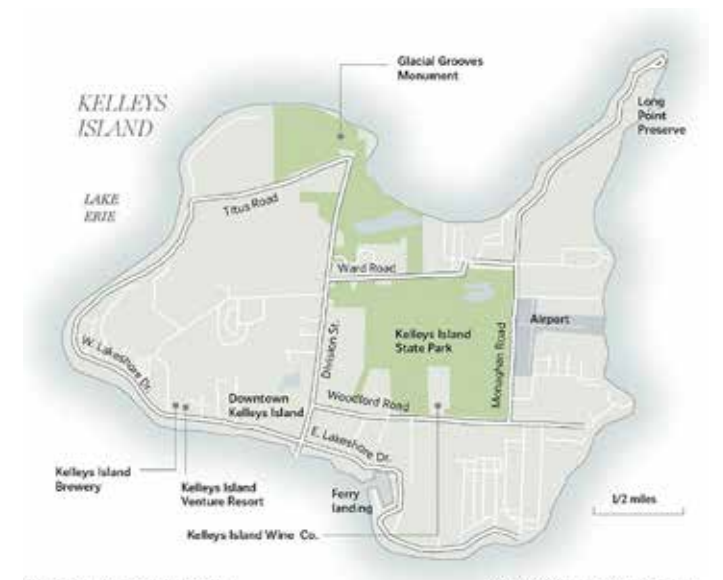 Glacial Grooves
Monument
KELLEYS
ISLAND
Long
Point
Preserve
LAKE
ERIE
Titus Road
Ward Road
Airport
Kelleys Island
State Park
Division St.
Monaghan Road
W. Lakeshore Dr.
Downtown
Kelleys Island
Woodford Road
E. Lakeshore Dr.
Kelleys Island
Brewery
Kelleys Island
Venture Resort
Ferry
landing
1/2 miles
Kelleys Island Wine Co.